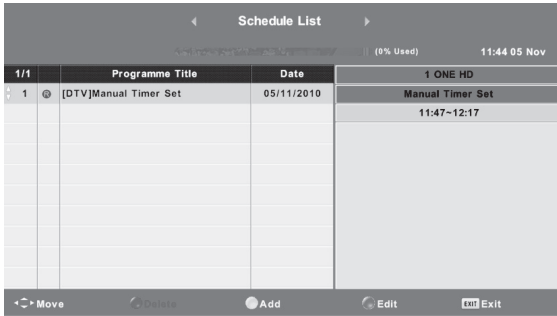 Schedule List
(0% Used) 11:44 05 Nov
1/1 Programme Title Date 1 ONE HD
1 R [DTV]Manual Timer Set 05/11/2010 Manual Timer Set
11:47~12:17
Move Delete Add Edit EXIT Exit